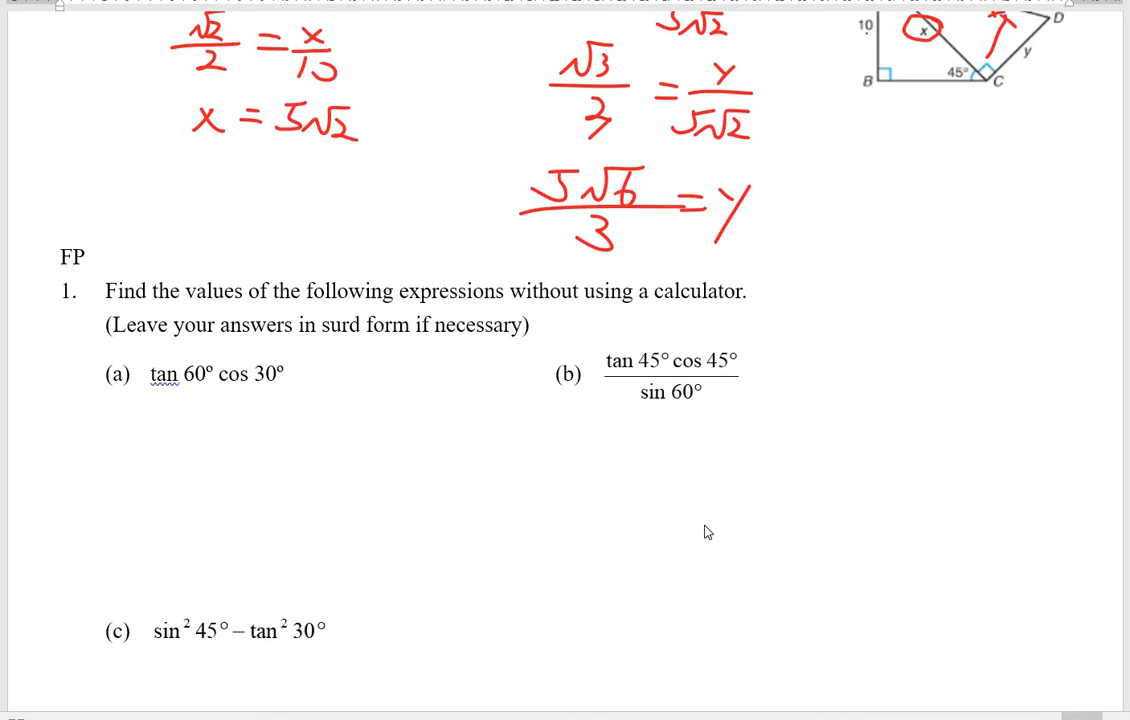 √2/2 = x/10
x = 5√2
5√2
√3/3 = y/5√2
5√6/3 = y
10
x
D
y
B
45°
C
FP
1. Find the values of the following expressions without using a calculator.
(Leave your answers in surd form if necessary)
(a) tan 60° cos 30°
(b) tan 45° cos 45° / sin 60°
(c) sin² 45° – tan² 30°